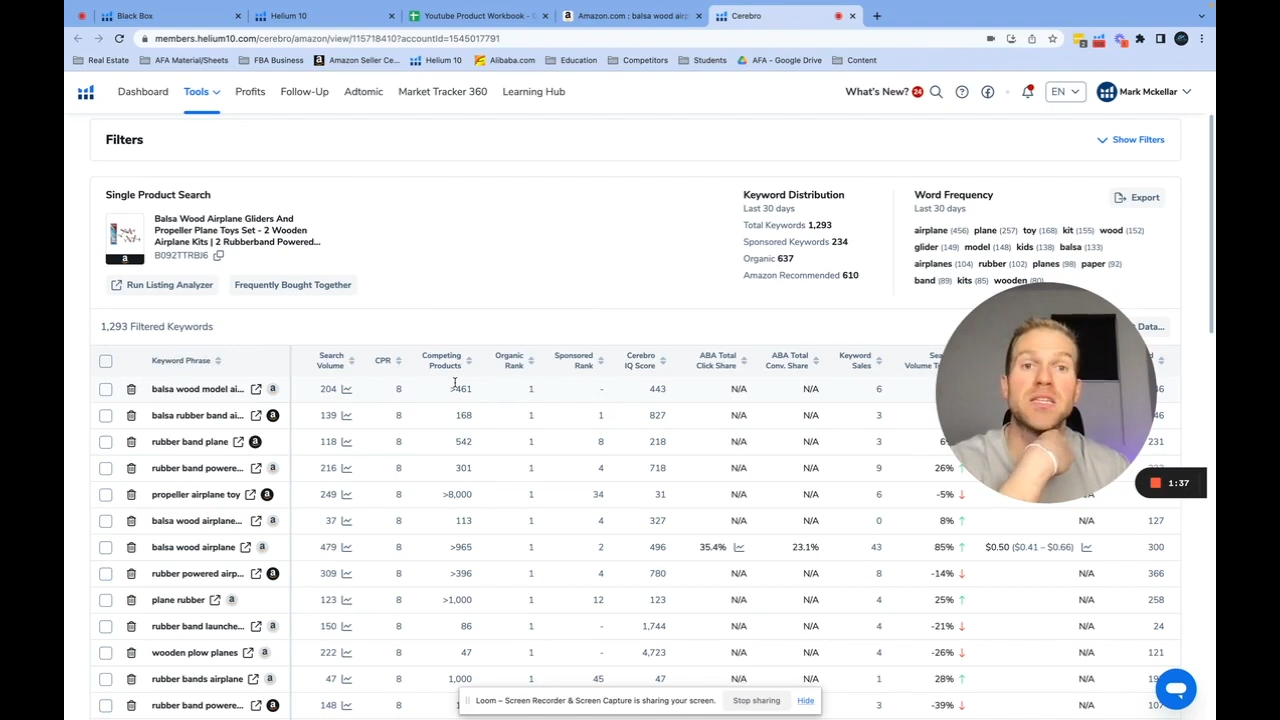 Black Box
Helium 10
Youtube Product Workbook - G
Amazon.com : balsa wood airp
Cerebro
members.helium10.com/cerebro/amazon/view/115718410?accountId=1545017791
Real Estate
AFA Material/Sheets
FBA Business
Amazon Seller Ce...
Helium 10
Alibaba.com
Education
Competitors
Students
AFA - Google Drive
Content
Dashboard
Tools
Profits
Follow-Up
Adtomic
Market Tracker 360
Learning Hub
What's New? 24
EN
Mark Mckellar
Filters
Show Filters
Single Product Search
Balsa Wood Airplane Gliders And
Propeller Plane Toys Set - 2 Wooden
Airplane Kits | 2 Rubberband Powered...
B092TTRBJ6
Run Listing Analyzer
Frequently Bought Together
Keyword Distribution
Last 30 days
Total Keywords 1,293
Sponsored Keywords 234
Organic 637
Amazon Recommended 610
Word Frequency
Last 30 days
Export
airplane (456) plane (257) toy (168) kit (155) wood (152)
glider (149) model (148) kids (138) balsa (133)
airplanes (104) rubber (102) planes (98) paper (92)
band (89) kits (85) wooden (80)
1,293 Filtered Keywords
Data...
Keyword Phrase
Search Volume
CPR
Competing Products
Organic Rank
Sponsored Rank
Cerebro IQ Score
ABA Total Click Share
ABA Total Conv. Share
Keyword Sales
balsa wood model ai... 204 8 >461 1 - 443 N/A N/A 6
balsa rubber band ai... 139 8 168 1 1 827 N/A N/A 3
rubber band plane 118 8 542 1 8 218 N/A N/A 3 231
rubber band powere... 216 8 301 1 4 718 N/A N/A 9 26%
propeller airplane toy 249 8 >8,000 1 34 31 N/A N/A 6 -5%
balsa wood airplane... 37 8 113 1 4 327 N/A N/A 0 8% N/A 127
balsa wood airplane 479 8 >965 1 2 496 35.4% 23.1% 43 85% $0.50 ($0.41 – $0.66) 300
rubber powered airp... 309 8 >396 1 4 780 N/A N/A 8 -14% N/A 366
plane rubber 123 8 >1,000 1 12 123 N/A N/A 4 25% N/A 258
rubber band launche... 150 8 86 1 - 1,744 N/A N/A 4 -21% N/A 24
wooden plow planes 222 8 47 1 - 4,723 N/A N/A 4 -26% N/A 121
rubber bands airplane 47 8 1,000 1 45 47 N/A N/A 1 28% N/A
rubber band powere... 148 8 3 -39% N/A
1:37
Loom – Screen Recorder & Screen Capture is sharing your screen.
Stop sharing
Hide